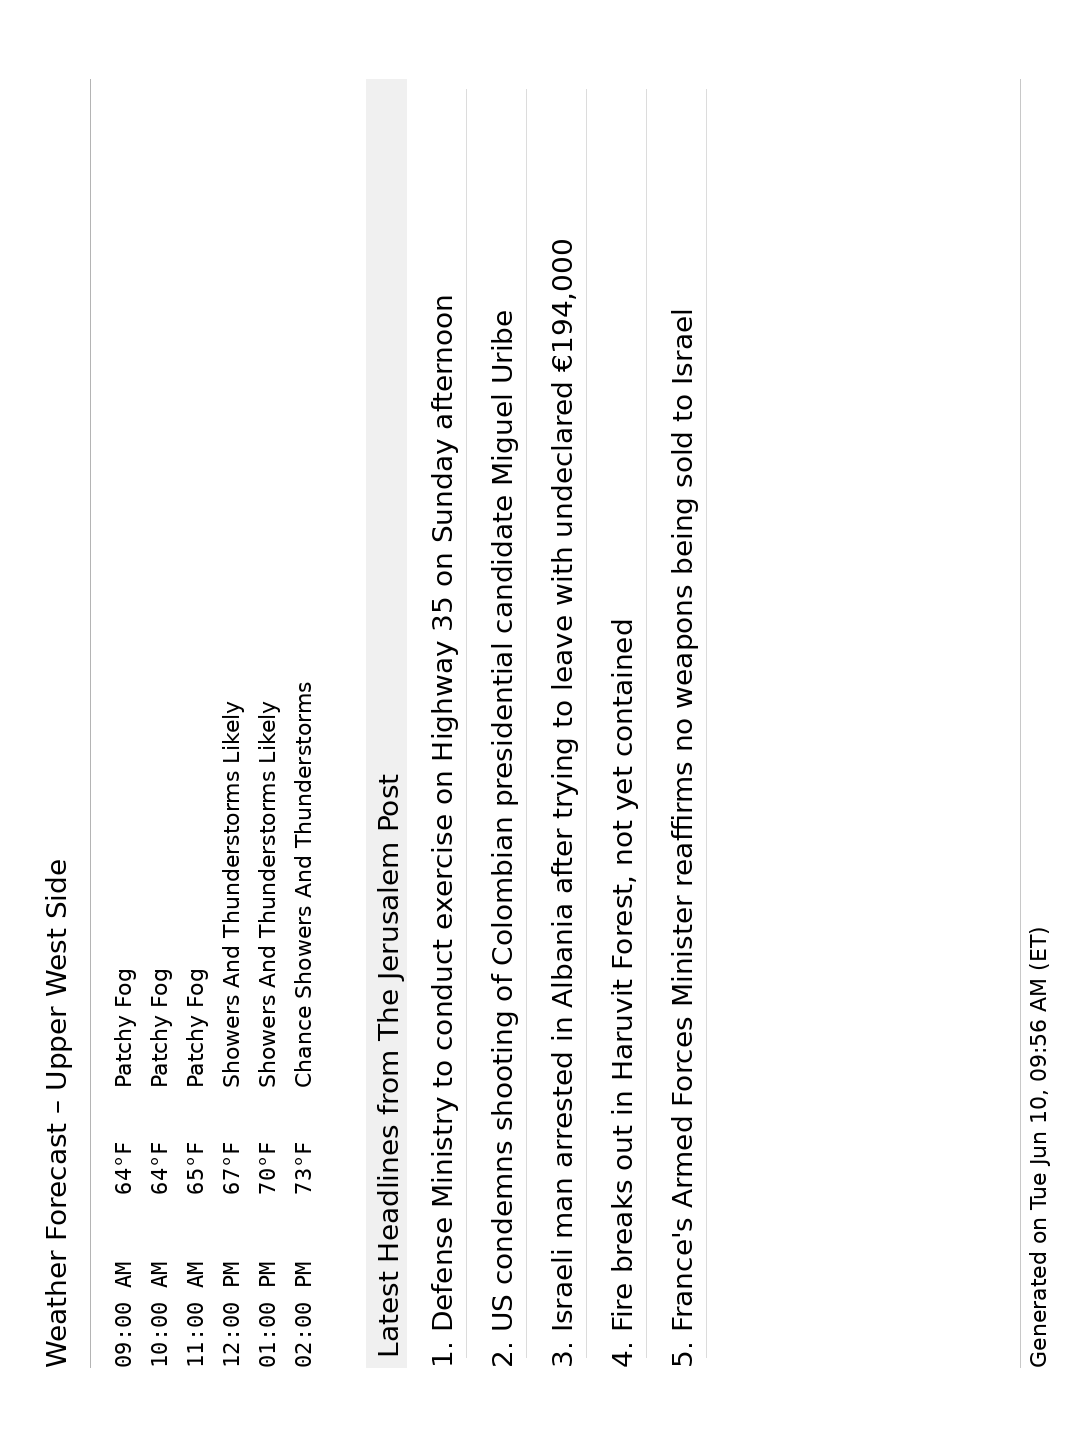 Weather Forecast – Upper West Side
09:00 AM 64°F Patchy Fog
10:00 AM 64°F Patchy Fog
11:00 AM 65°F Patchy Fog
12:00 PM 67°F Showers And Thunderstorms Likely
01:00 PM 70°F Showers And Thunderstorms Likely
02:00 PM 73°F Chance Showers And Thunderstorms
Latest Headlines from The Jerusalem Post
1. Defense Ministry to conduct exercise on Highway 35 on Sunday afternoon
2. US condemns shooting of Colombian presidential candidate Miguel Uribe
3. Israeli man arrested in Albania after trying to leave with undeclared €194,000
4. Fire breaks out in Haruvit Forest, not yet contained
5. France's Armed Forces Minister reaffirms no weapons being sold to Israel
Generated on Tue Jun 10, 09:56 AM (ET)